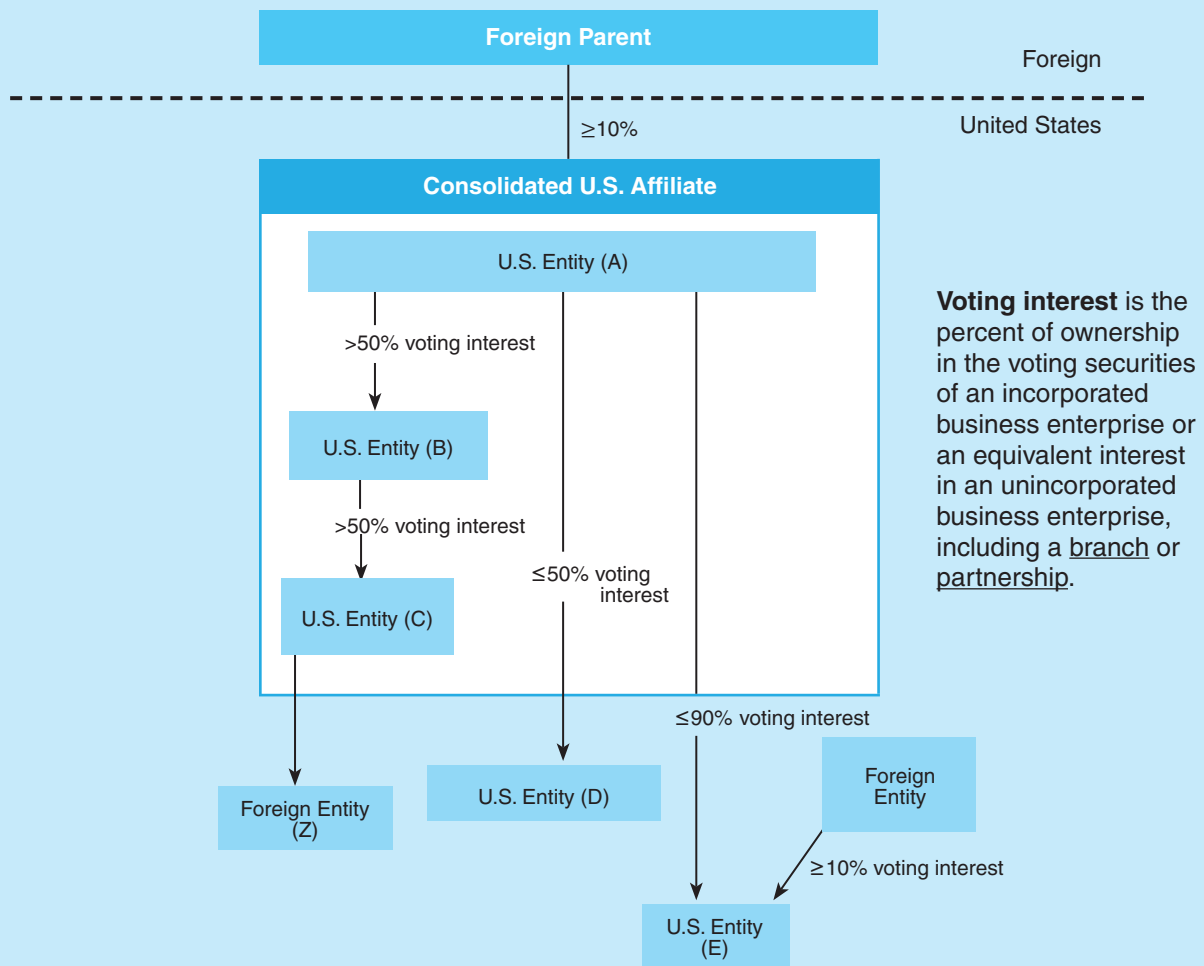 Foreign Parent
Foreign
United States
≥10%
Consolidated U.S. Affiliate
U.S. Entity (A)
>50% voting interest
U.S. Entity (B)
>50% voting interest
≤50% voting
interest
U.S. Entity (C)
≤90% voting interest
Foreign Entity
(Z)
U.S. Entity (D)
Foreign
Entity
≥10% voting interest
U.S. Entity
(E)
Voting interest is the
percent of ownership
in the voting securities
of an incorporated
business enterprise or
an equivalent interest
in an unincorporated
business enterprise,
including a branch or
partnership.